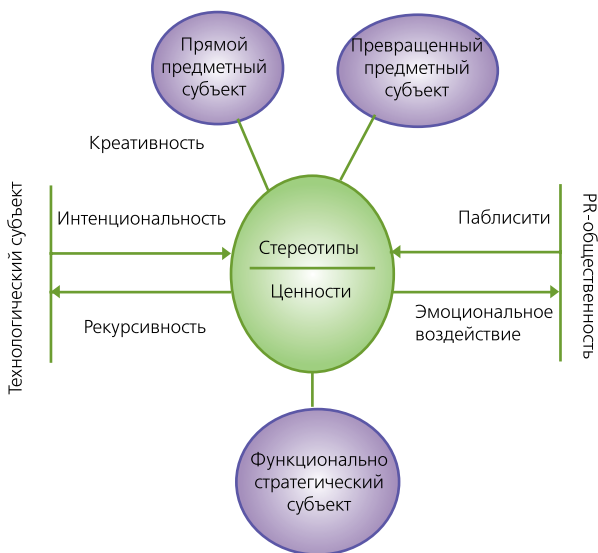 Прямой
предметный
субъект
Превращенный
предметный
субъект
Креативность
Технологический субъект
Интенциональность
Рекурсивность
Стереотипы
Ценности
Паблисити
Эмоциональное
воздействие
PR-общественность
Функционально
стратегический
субъект